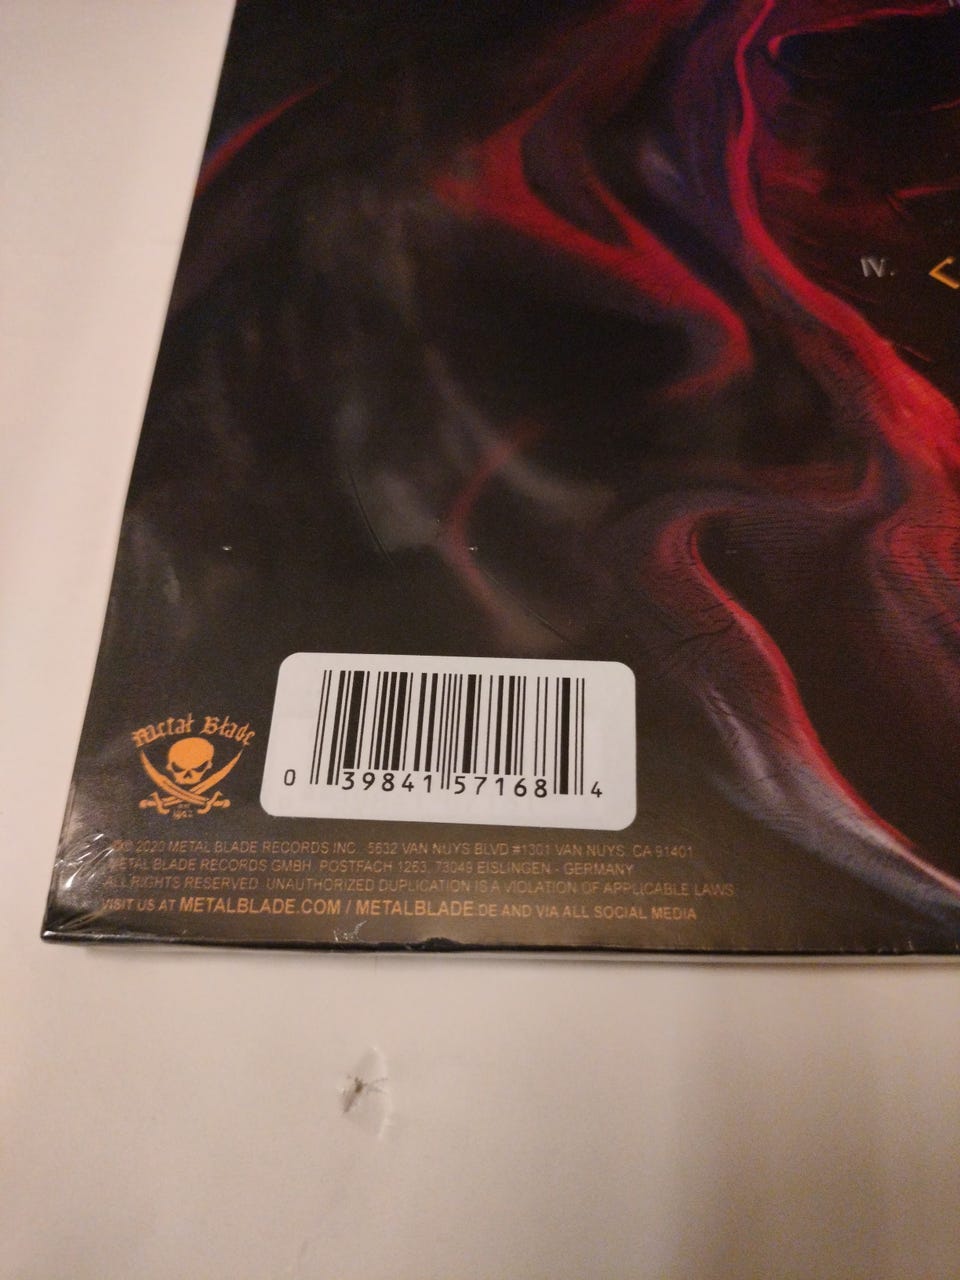 IV.
Metal Blade
0 39841 57168 4
2020 METAL BLADE RECORDS INC. 5632 VAN NUYS BLVD #1301 VAN NUYS, CA 91401
METAL BLADE RECORDS GMBH, POSTFACH 1263, 73049 EISLINGEN - GERMANY
ALL RIGHTS RESERVED. UNAUTHORIZED DUPLICATION IS A VIOLATION OF APPLICABLE LAWS
VISIT US AT METALBLADE.COM / METALBLADE.DE AND VIA ALL SOCIAL MEDIA